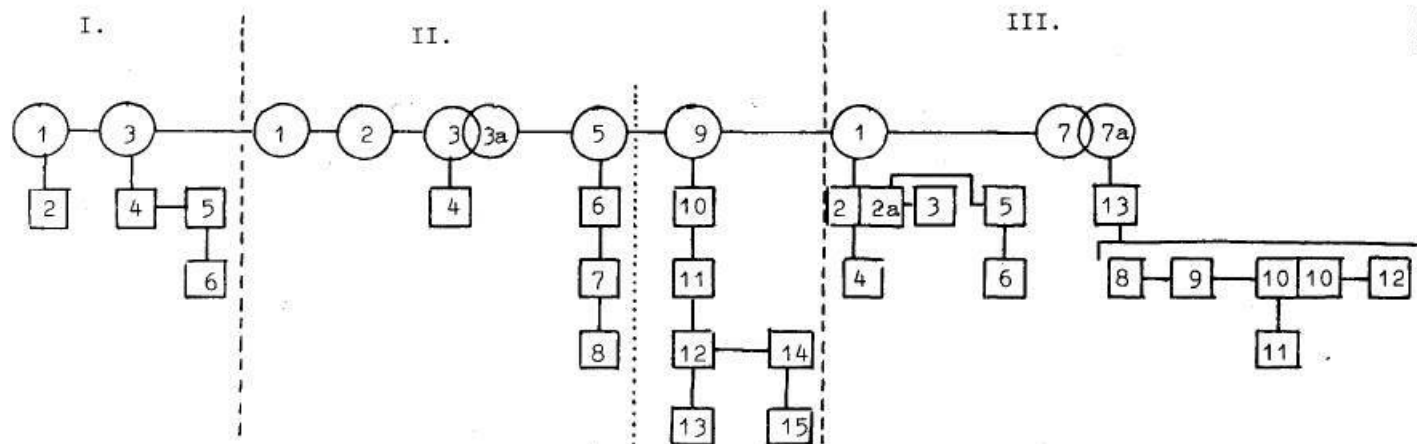 I. II. III.
1 3 1 2 3 3a 5 9 1 7 7a
2 4 5 4 6 10 2 2a 3 5 13
6 7 11 4 6 8 9 10 10 12
8 12 14 11
13 15